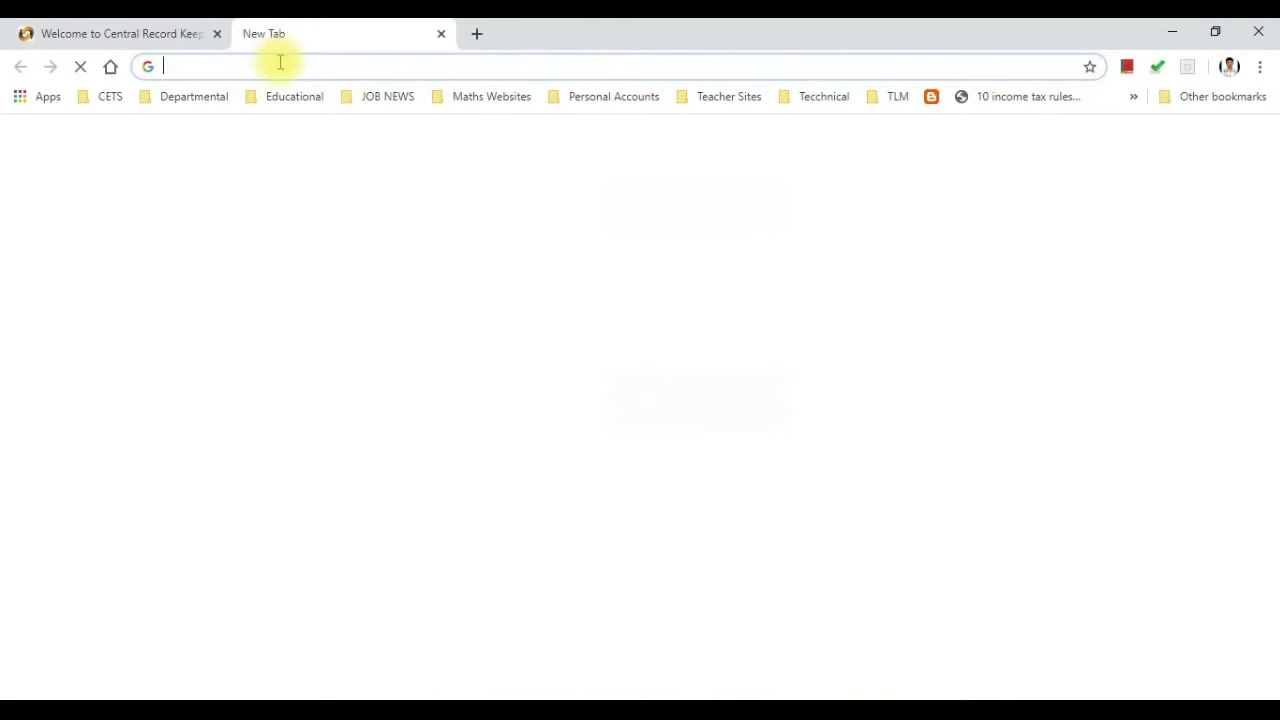 Welcome to Central Record Keep
New Tab
Apps CETS Departmental Educational JOB NEWS Maths Websites Personal Accounts Teacher Sites Tecchnical TLM 10 income tax rules... » Other bookmarks